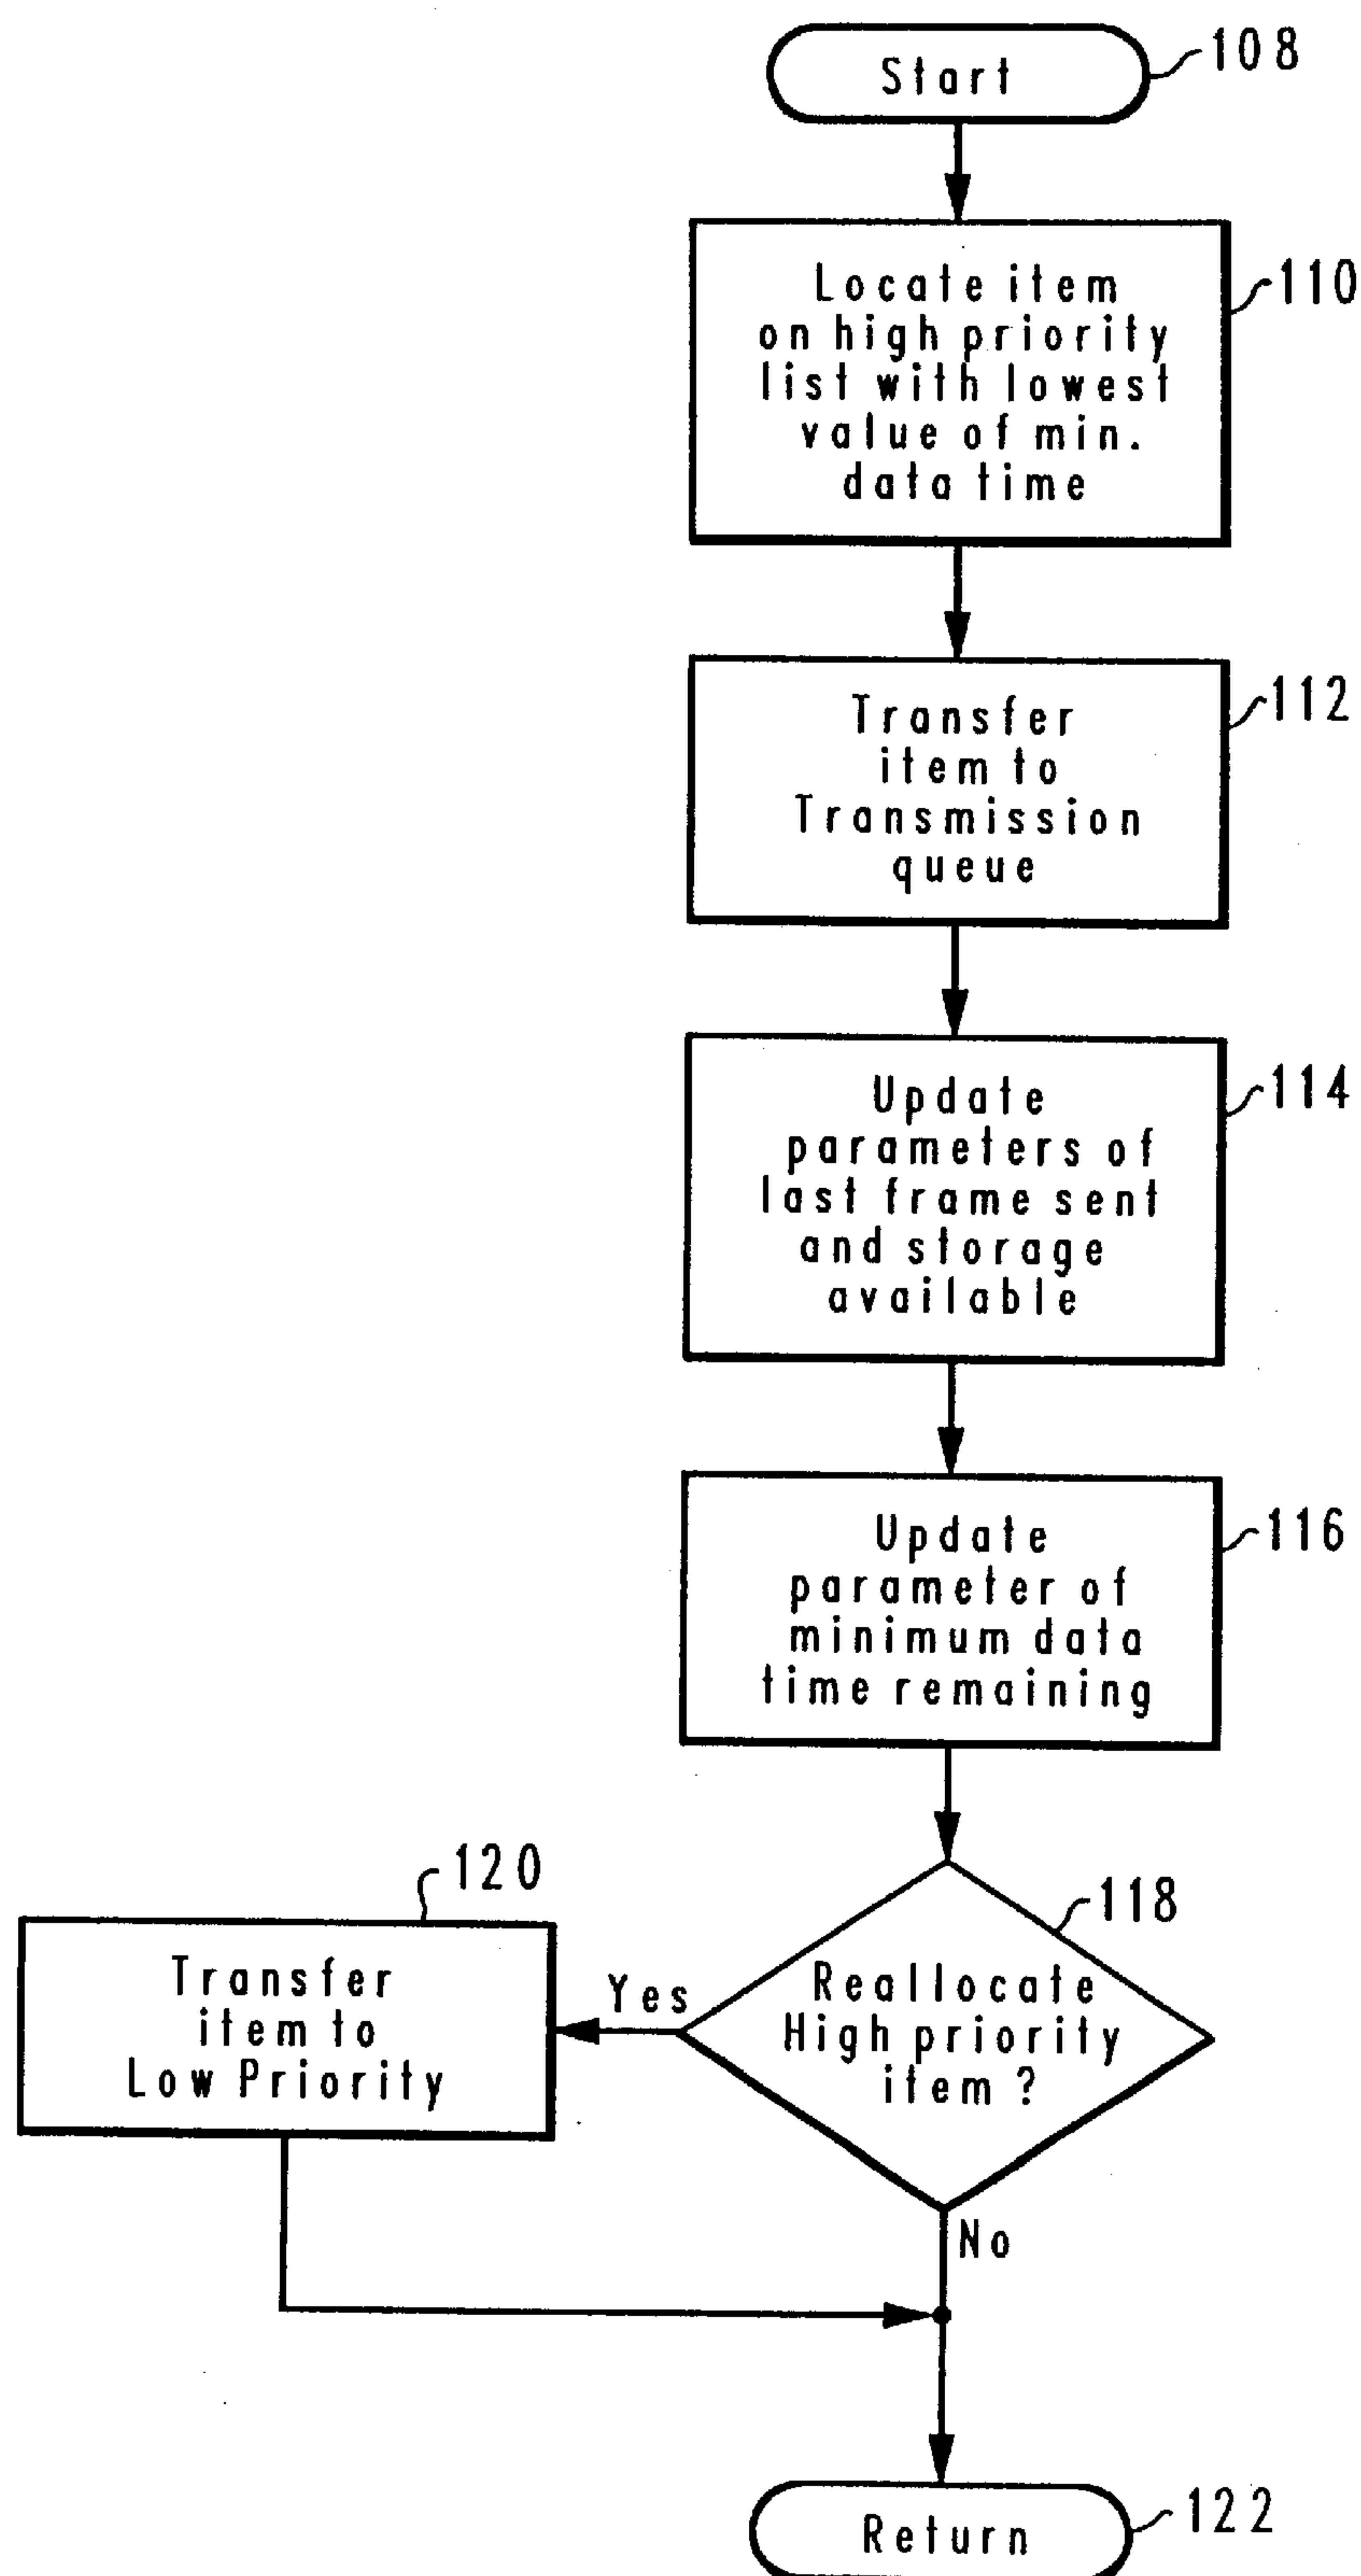 Start
108
Locate item
on high priority
list with lowest
value of min.
data time
110
Transfer
item to
Transmission
queue
112
Update
parameters of
last frame sent
and storage
available
114
Update
parameter of
minimum data
time remaining
116
118
Reallocate
High priority
item?
Yes
No
120
Transfer
item to
Low Priority
Return
122